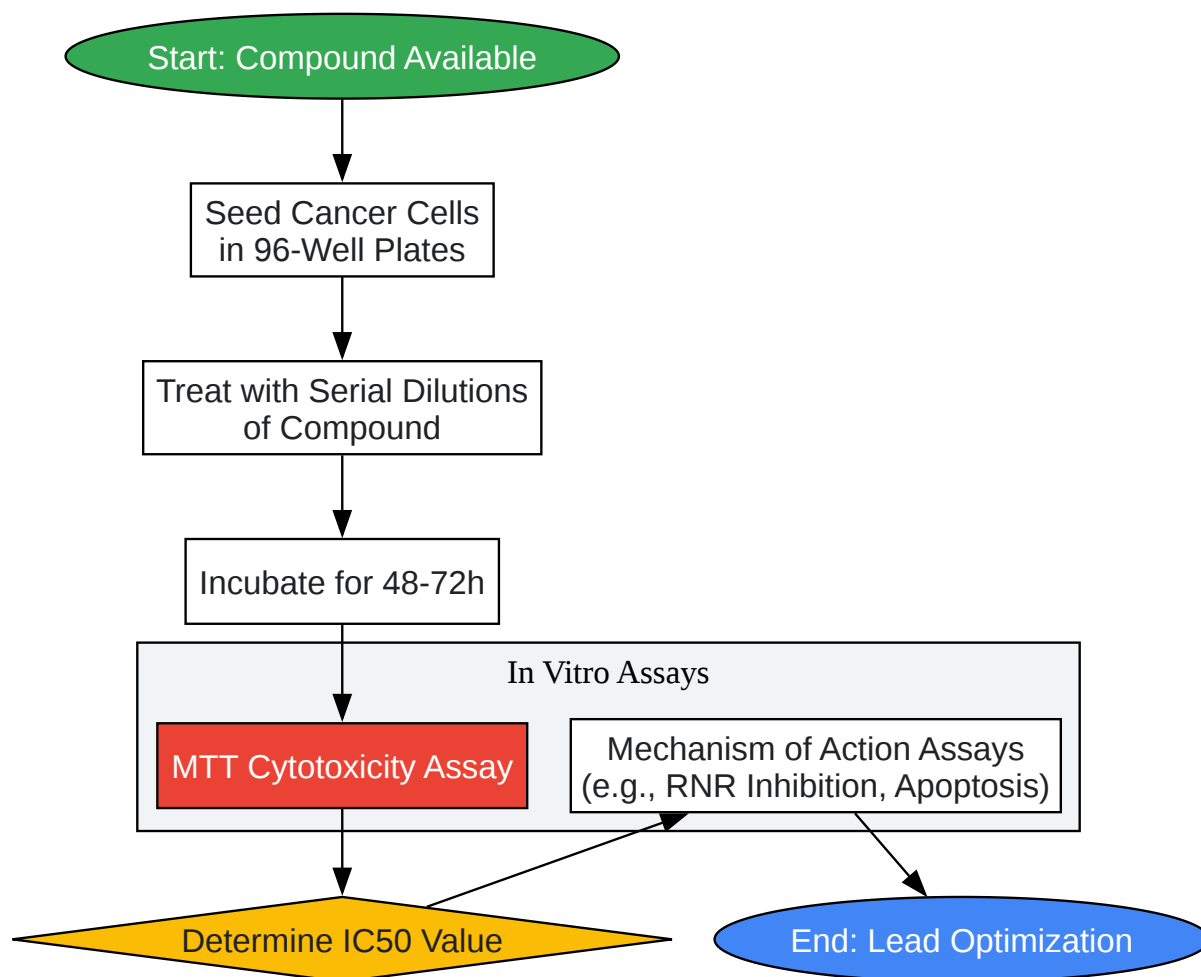 Start: Compound Available
Seed Cancer Cells
in 96-Well Plates
Treat with Serial Dilutions
of Compound
Incubate for 48-72h
In Vitro Assays
MTT Cytotoxicity Assay
Mechanism of Action Assays
(e.g., RNR Inhibition, Apoptosis)
Determine IC50 Value
End: Lead Optimization